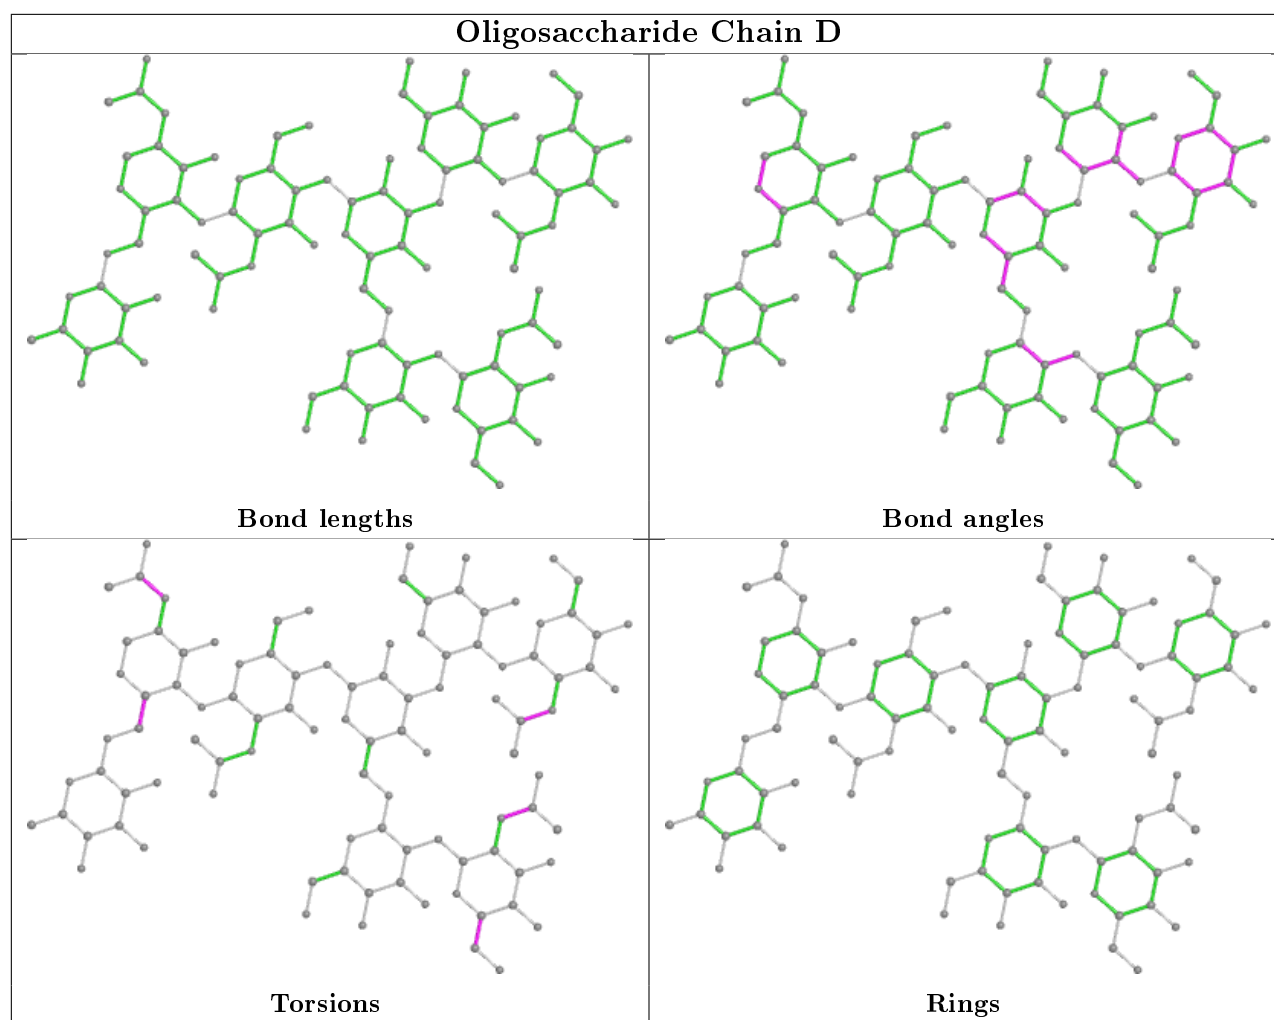 Oligosaccharide Chain D
Bond lengths
Bond angles
Torsions
Rings